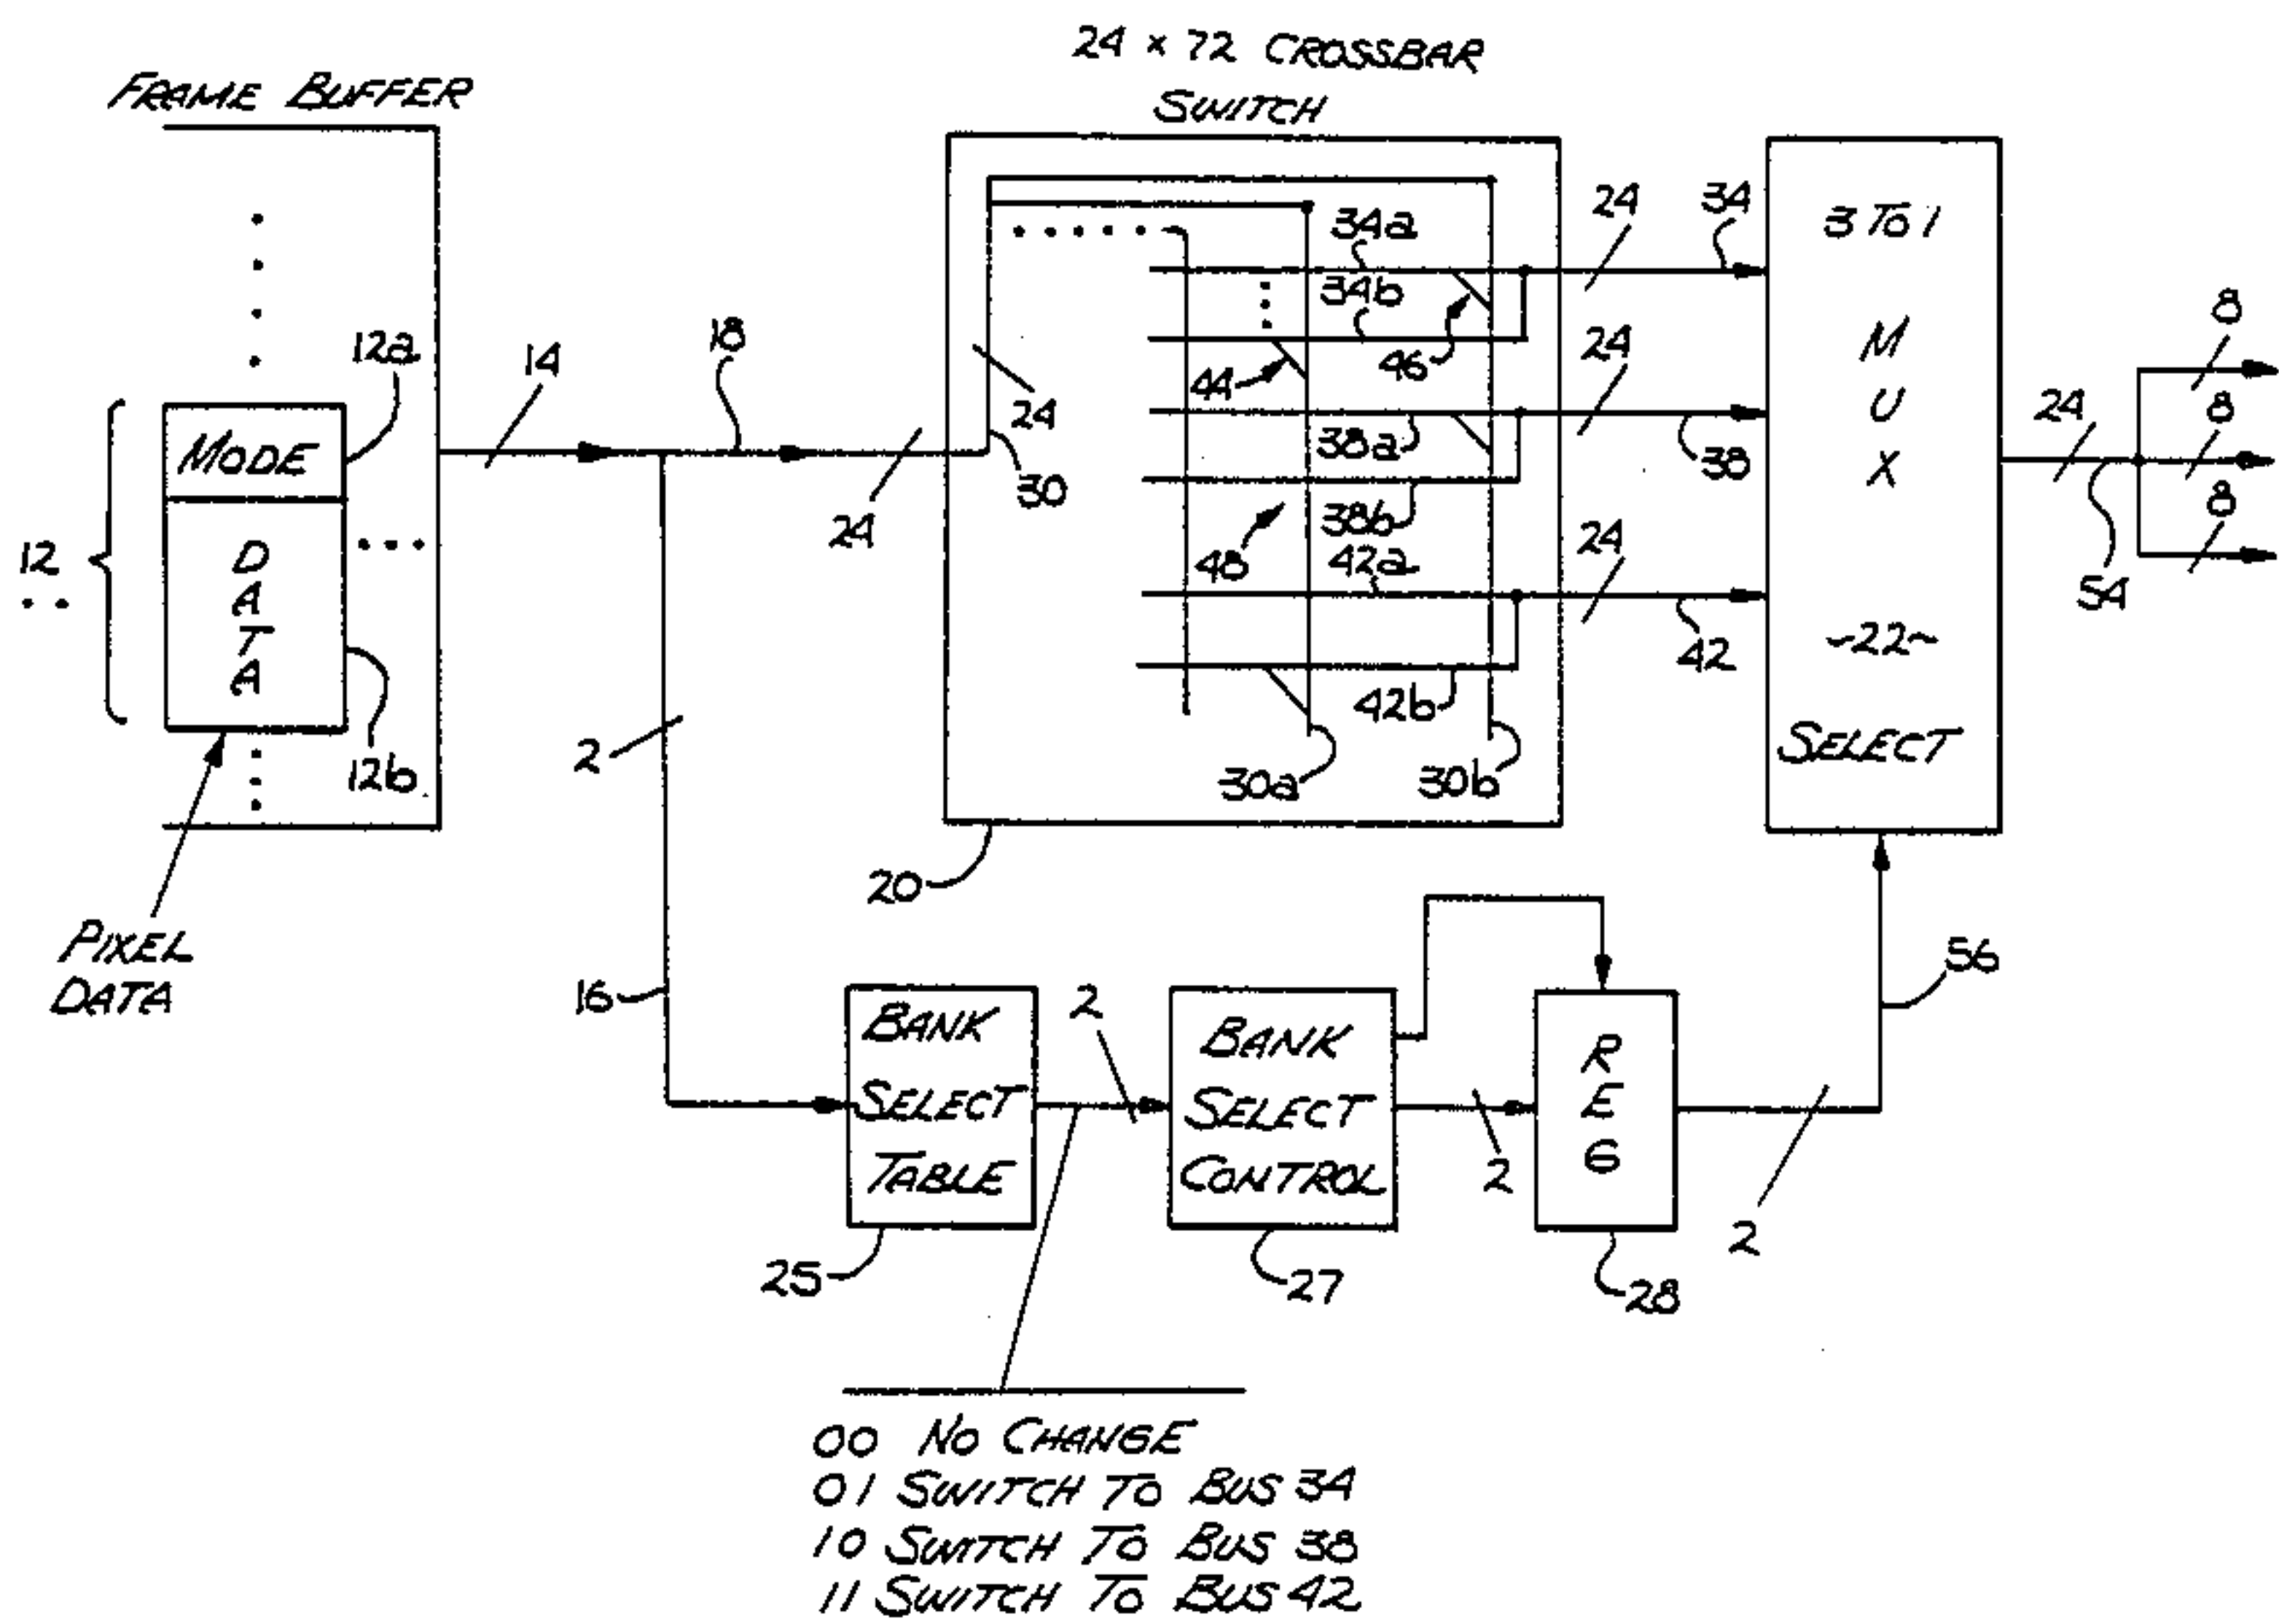 24 x 72 CROSSBAR
SWITCH
FRAME BUFFER
MODE
DATA
12
12a
12b
PIXEL
DATA
14
18
24
2
16
24
30
34a
34b
44
46
38a
38b
48
42a
42b
30a
30b
20
24
34
24
38
24
42
3 TO 1
MUX
~22~
SELECT
24
54
8
8
8
56
BANK
SELECT
TABLE
25
2
BANK
SELECT
CONTROL
27
2
REG
28
2
00 NO CHANGE
01 SWITCH TO BUS 34
10 SWITCH TO BUS 38
11 SWITCH TO BUS 42